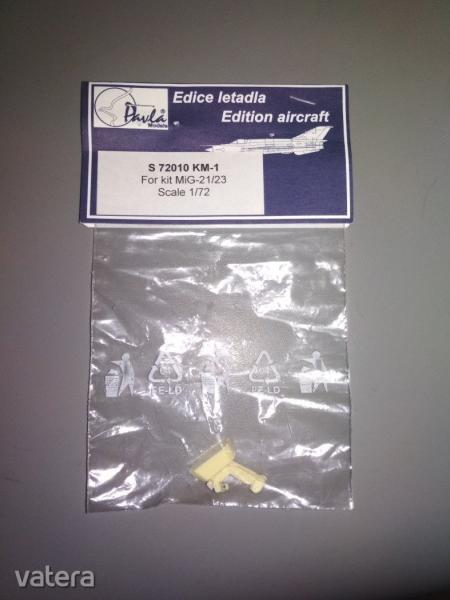 Edice letadla
Edition aircraft
Pavla®
Models
S 72010 KM-1
For kit MiG-21/23
Scale 1/72
PE-LD
PE-LD
vatera